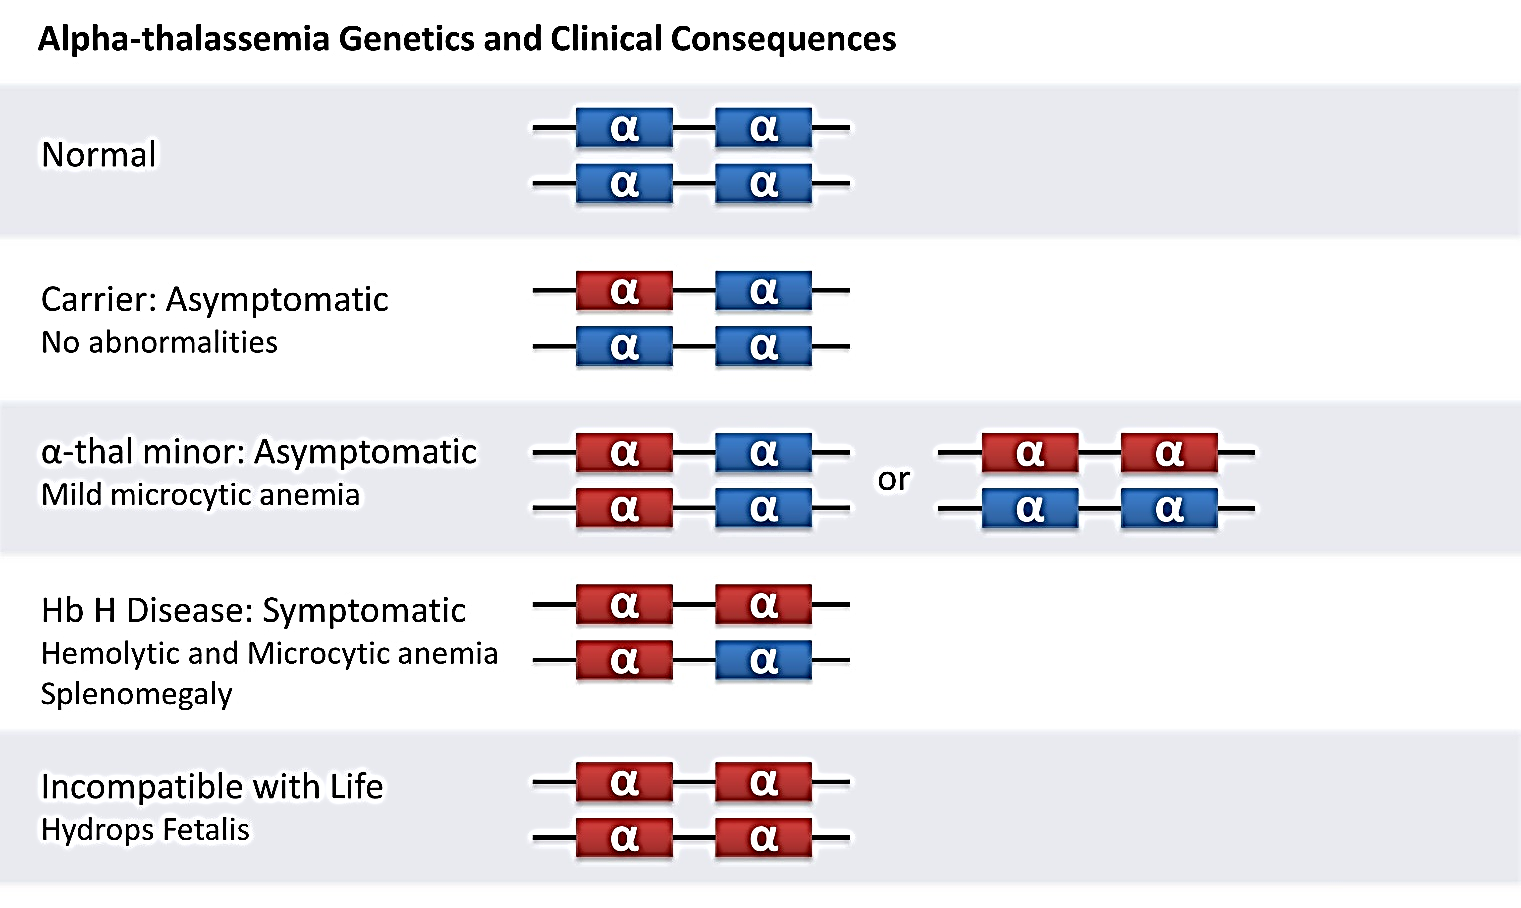 Alpha-thalassemia Genetics and Clinical Consequences
Normal
α α
α α
Carrier: Asymptomatic
No abnormalities
α α
α α
α-thal minor: Asymptomatic
Mild microcytic anemia
α α
α α
or
α α
α α
Hb H Disease: Symptomatic
Hemolytic and Microcytic anemia
Splenomegaly
α α
α α
Incompatible with Life
Hydrops Fetalis
α α
α α